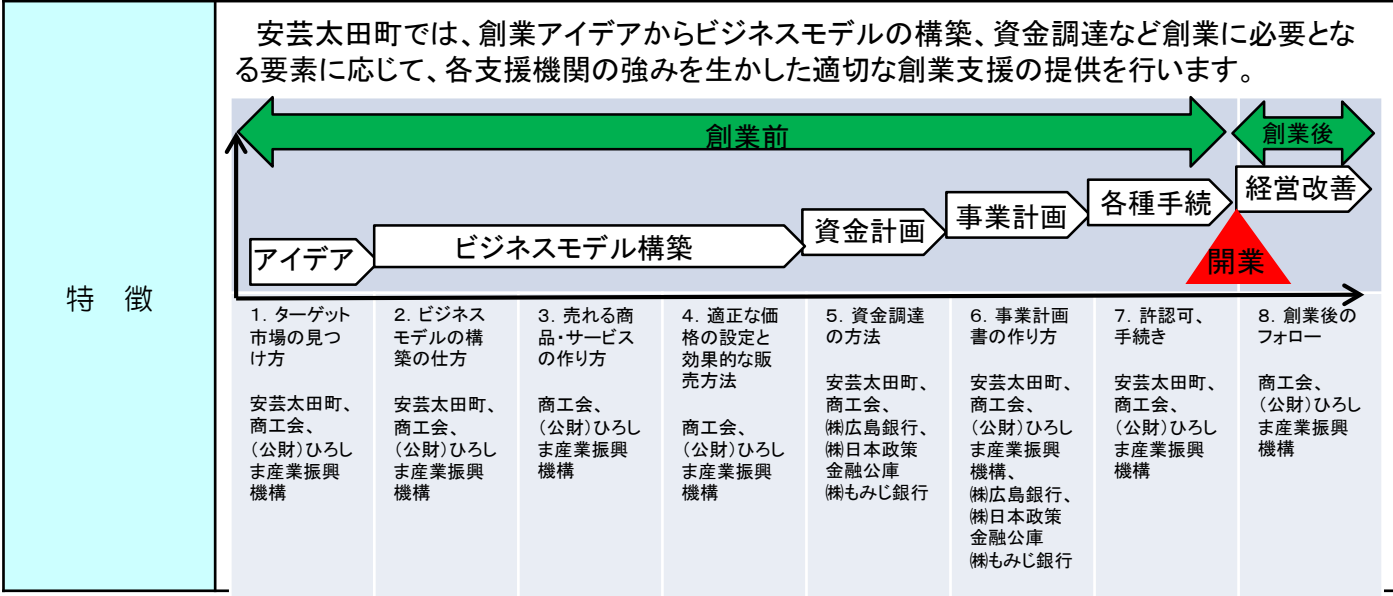 特　徴
　安芸太田町では、創業アイデアからビジネスモデルの構築、資金調達など創業に必要とな
る要素に応じて、各支援機関の強みを生かした適切な創業支援の提供を行います。
創業前
創業後
アイデア
ビジネスモデル構築
資金計画
事業計画
各種手続
経営改善
開業
１．ターゲット
市場の見つ
け方
安芸太田町、
商工会、
（公財）ひろし
ま産業振興
機構
２．ビジネス
モデルの構
築の仕方
安芸太田町、
商工会、
（公財）ひろし
ま産業振興
機構
３．売れる商
品・サービス
の作り方
商工会、
（公財）ひろし
ま産業振興
機構
４．適正な価
格の設定と
効果的な販
売方法
商工会、
（公財）ひろし
ま産業振興
機構
５．資金調達
の方法
安芸太田町、
商工会、
㈱広島銀行、
㈱日本政策
金融公庫
㈱もみじ銀行
６．事業計画
書の作り方
安芸太田町、
商工会、
（公財）ひろし
ま産業振興
機構、
㈱広島銀行、
㈱日本政策
金融公庫
㈱もみじ銀行
７．許認可、
手続き
安芸太田町、
商工会、
（公財）ひろし
ま産業振興
機構
８．創業後の
フォロー
商工会、
（公財）ひろし
ま産業振興
機構